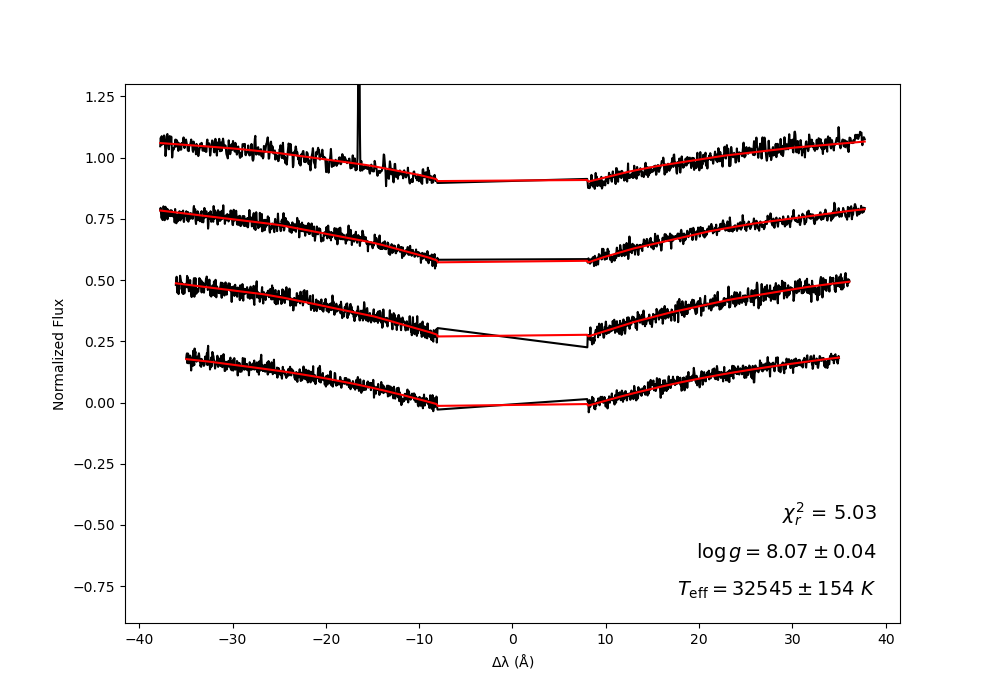 1.25
1.00
0.75
0.50
0.25
0.00
−0.25
−0.50
−0.75
Normalized Flux
χ²ᵣ = 5.03
log g = 8.07 ± 0.04
T_eff = 32545 ± 154 K
−40 −30 −20 −10 0 10 20 30 40
Δλ (Å)